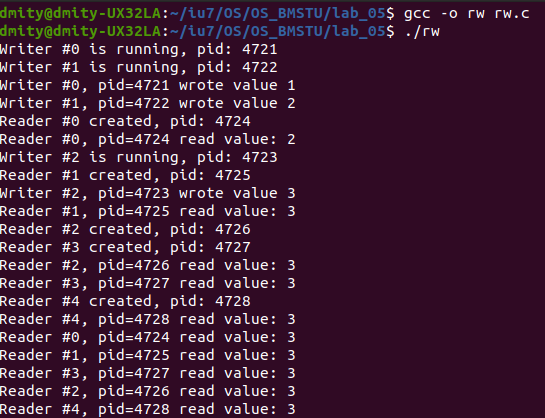 dmity@dmity-UX32LA:~/iu7/OS/OS_BMSTU/lab_05$ gcc -o rw rw.c
dmity@dmity-UX32LA:~/iu7/OS/OS_BMSTU/lab_05$ ./rw
Writer #0 is running, pid: 4721
Writer #1 is running, pid: 4722
Writer #0, pid=4721 wrote value 1
Writer #1, pid=4722 wrote value 2
Reader #0 created, pid: 4724
Reader #0, pid=4724 read value: 2
Writer #2 is running, pid: 4723
Reader #1 created, pid: 4725
Writer #2, pid=4723 wrote value 3
Reader #1, pid=4725 read value: 3
Reader #2 created, pid: 4726
Reader #3 created, pid: 4727
Reader #2, pid=4726 read value: 3
Reader #3, pid=4727 read value: 3
Reader #4 created, pid: 4728
Reader #4, pid=4728 read value: 3
Reader #0, pid=4724 read value: 3
Reader #1, pid=4725 read value: 3
Reader #3, pid=4727 read value: 3
Reader #2, pid=4726 read value: 3
Reader #4, pid=4728 read value: 3